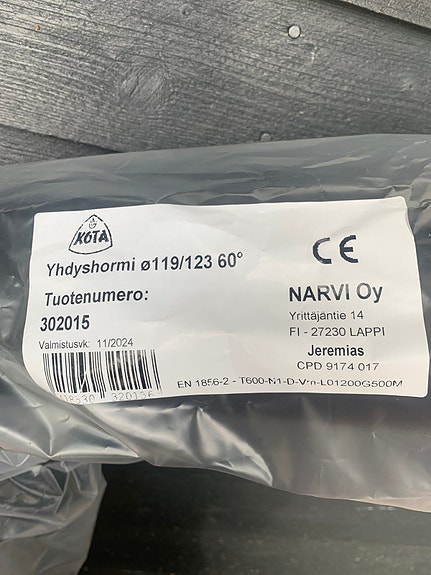 KOTA
Yhdyshormi ø119/123 60°
Tuotenumero:
302015
Valmistusvk: 11/2024
320156
CE
NARVI Oy
Yrittäjäntie 14
FI - 27230 LAPPI
Jeremias
CPD 9174 017
EN 1856-2 - T600-N1-D-Vm-L01200G500M